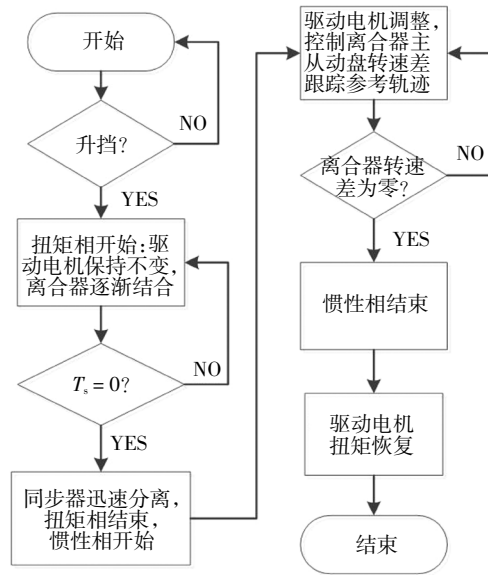 开始
升挡?
NO
YES
扭矩相开始:驱
动电机保持不变,
离合器逐渐结合
Ts = 0?
NO
YES
同步器迅速分离,
扭矩相结束,
惯性相开始
驱动电机调整,
控制离合器主
从动盘转速差
跟踪参考轨迹
离合器转速
差为零?
NO
YES
惯性相结束
驱动电机
扭矩恢复
结束